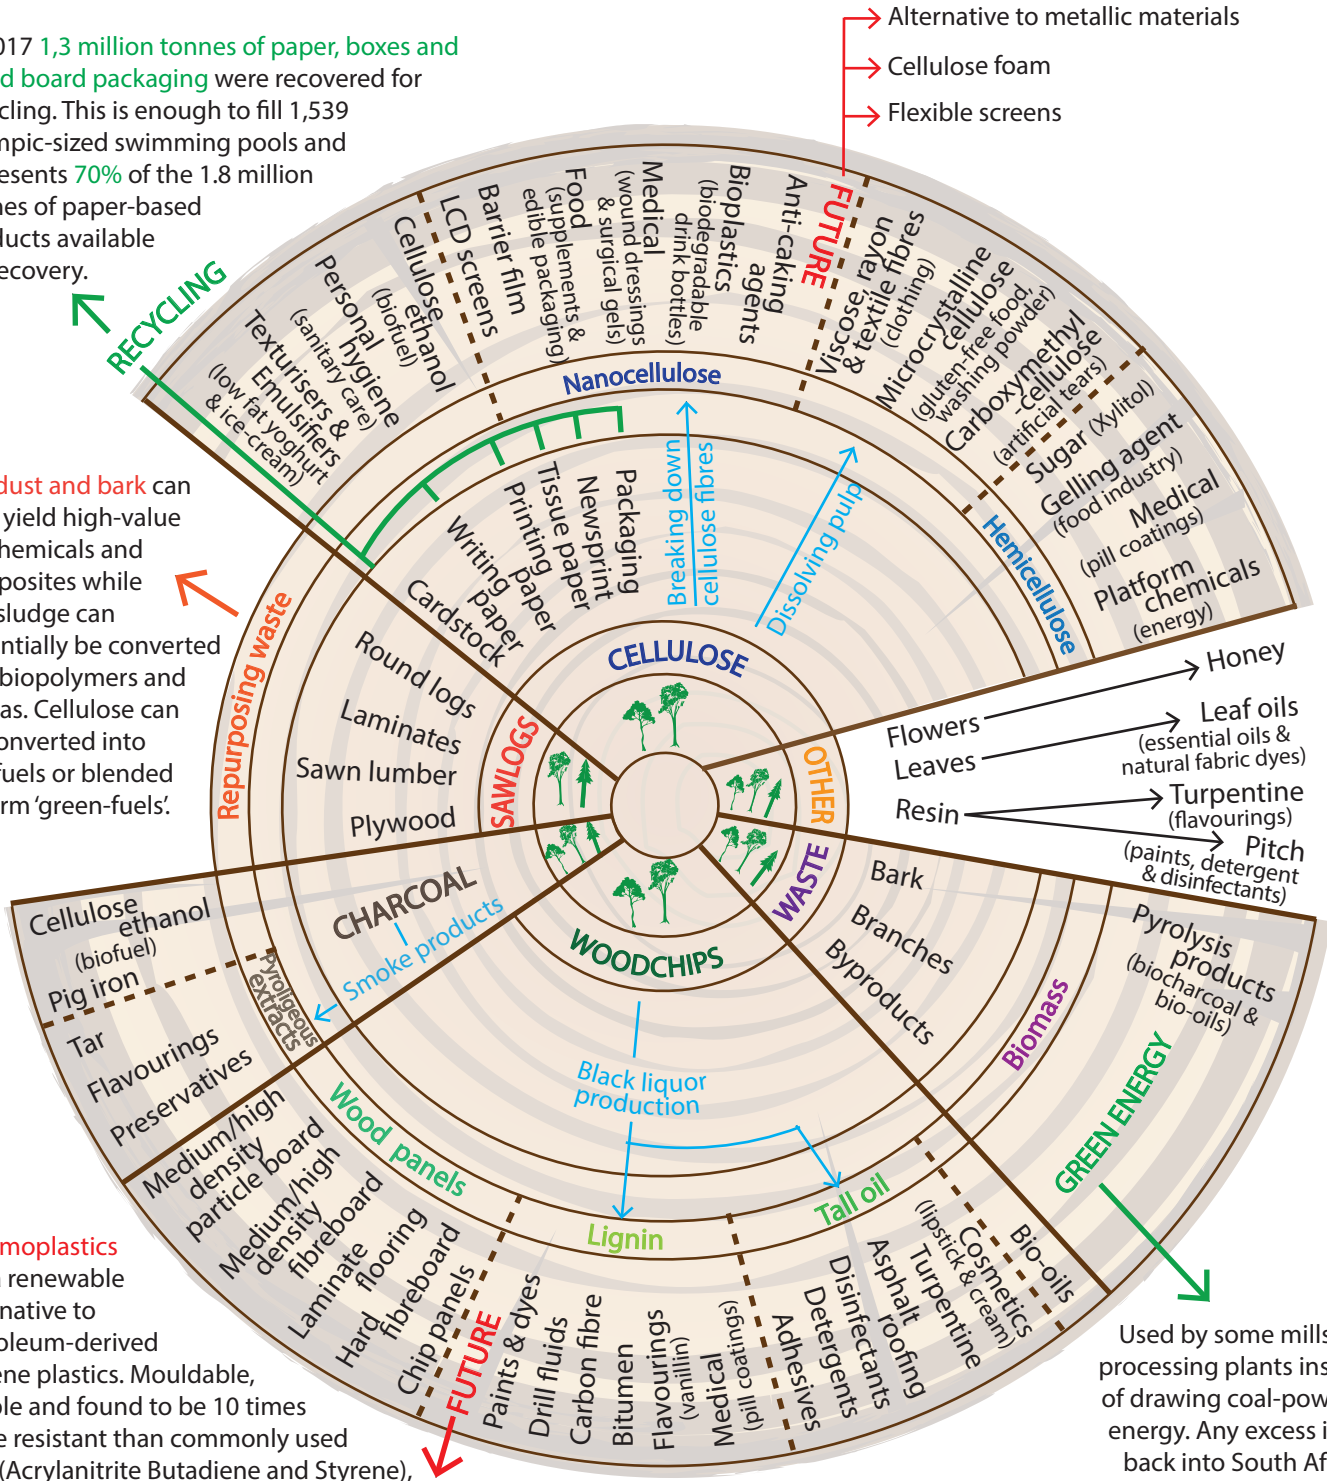 Alternative to metallic materials
Cellulose foam
Flexible screens
017 1,3 million tonnes of paper, boxes and
d board packaging were recovered for
cling. This is enough to fill 1,539
mpic-sized swimming pools and
resents 70% of the 1.8 million
nes of paper-based
ducts available
recovery.
RECYCLING
Texturisers &
Emulsifiers
(low fat yoghurt
& ice-cream)
Personal
hygiene
(sanitary care)
Cellulose
ethanol
(biofuel)
LCD screens
Barrier film
Food
(supplements &
edible packaging)
Medical
(wound dressings
& surgical gels)
Bioplastics
(biodegradable
drink bottles)
Anti-caking
agents
FUTURE
Viscose, rayon
& textile fibres
(clothing)
Microcrystalline
cellulose
(gluten-free food,
washing powder)
Carboxymethyl
-cellulose
(artificial tears)
Sugar (Xylitol)
Gelling agent
(food industry)
Medical
(pill coatings)
Platform
chemicals
(energy)
Nanocellulose
Hemicellulose
Breaking down
cellulose fibres
Dissolving pulp
Packaging
Newsprint
Tissue paper
Printing
paper
Writing
paper
Cardstock
CELLULOSE
dust and bark can
yield high-value
hemicals and
posites while
sludge can
entially be converted
biopolymers and
as. Cellulose can
onverted into
fuels or blended
rm 'green-fuels'.
Repurposing waste
Round logs
Laminates
Sawn lumber
Plywood
SAWLOGS
OTHER
Flowers
Honey
Leaves
Leaf oils
(essential oils &
natural fabric dyes)
Resin
Turpentine
(flavourings)
Pitch
(paints, detergent
& disinfectants)
WASTE
Bark
Branches
Byproducts
Biomass
Pyrolysis
products
(biocharcoal &
bio-oils)
GREEN ENERGY
Used by some mills
processing plants ins
of drawing coal-pow
energy. Any excess i
back into South Af
CHARCOAL
Smoke products
Pyroligeous
extracts
Cellulose
ethanol
(biofuel)
Pig iron
Tar
Flavourings
Preservatives
WOODCHIPS
Black liquor
production
Wood panels
Lignin
Tall oil
Medium/high
density
particle board
Medium/high
density
fibreboard
Laminate
flooring
Hard
fibreboard
Chip panels
FUTURE
Paints & dyes
Drill fluids
Carbon fibre
Bitumen
Flavourings
(vanillin)
Medical
(pill coatings)
Adhesives
Detergents
Disinfectants
Asphalt
roofing
Turpentine
Cosmetics
(lipstick & cream)
Bio-oils
moplastics
renewable
native to
oleum-derived
ene plastics. Mouldable,
ble and found to be 10 times
e resistant than commonly used
(Acrylanitrite Butadiene and Styrene),